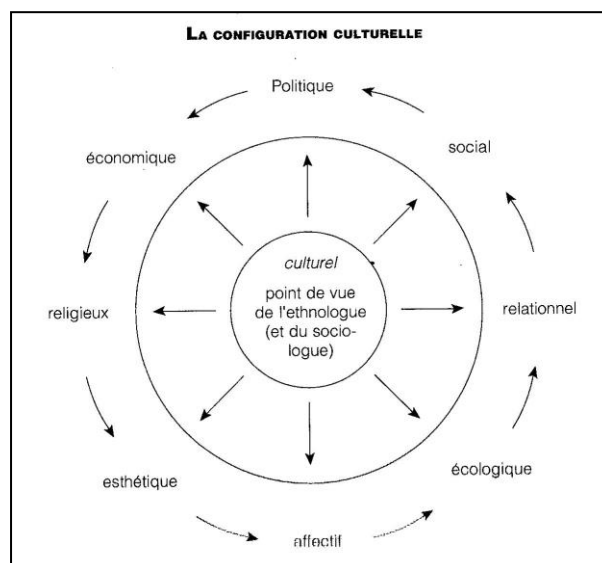 LA CONFIGURATION CULTURELLE
Politique
économique
social
culturel
point de vue
de l'ethnologue
(et du socio-
logue)
religieux
relationnel
esthétique
écologique
affectif